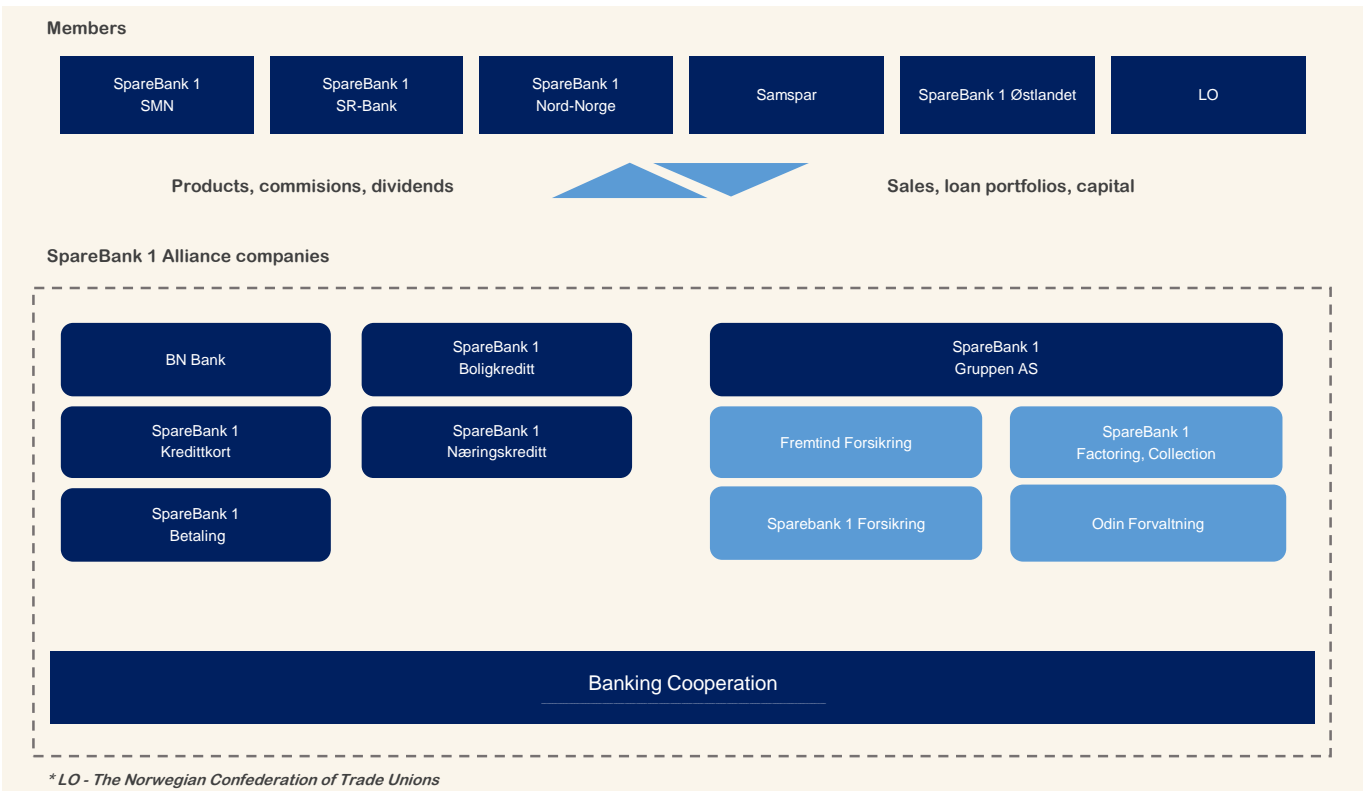 Members
SpareBank 1
SMN
SpareBank 1
SR-Bank
SpareBank 1
Nord-Norge
Samspar
SpareBank 1 Østlandet
LO
Products, commisions, dividends
Sales, loan portfolios, capital
SpareBank 1 Alliance companies
BN Bank
SpareBank 1
Boligkreditt
SpareBank 1
Gruppen AS
SpareBank 1
Kredittkort
SpareBank 1
Næringskreditt
Fremtind Forsikring
SpareBank 1
Factoring, Collection
SpareBank 1
Betaling
Sparebank 1 Forsikring
Odin Forvaltning
Banking Cooperation
* LO - The Norwegian Confederation of Trade Unions